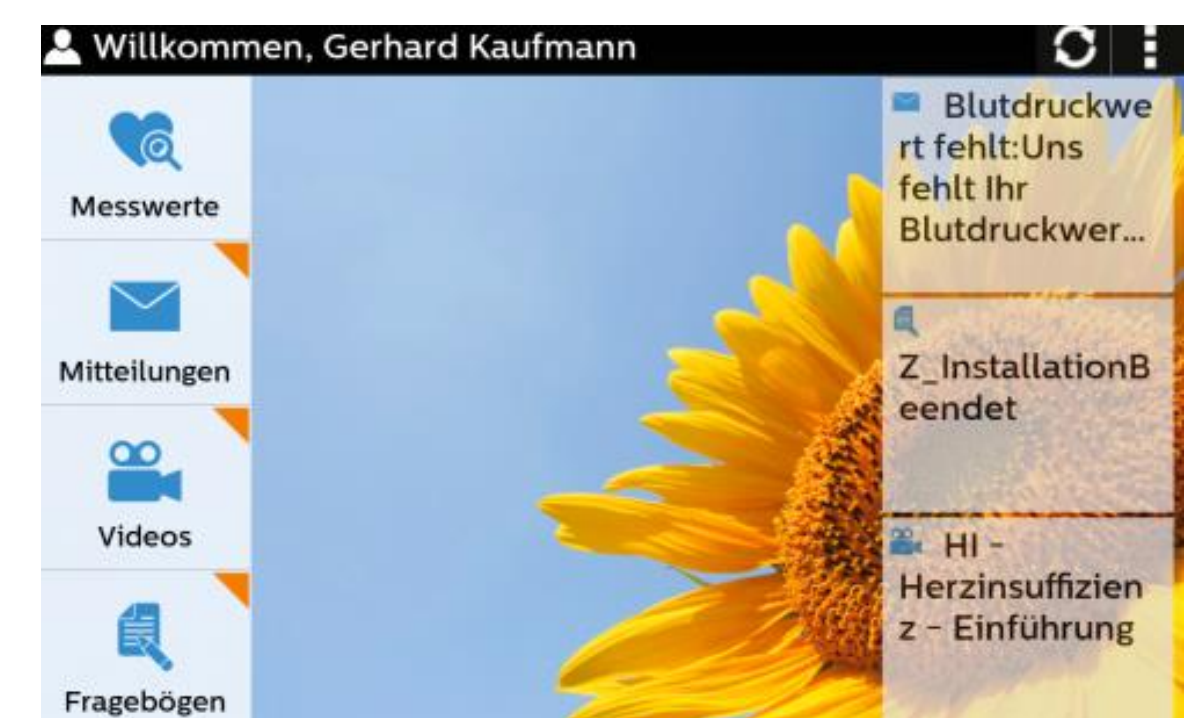 Willkommen, Gerhard Kaufmann
Messwerte
Mitteilungen
Videos
Fragebögen
Blutdruckwe
rt fehlt:Uns
fehlt Ihr
Blutdruckwer...
Z_InstallationB
eendet
HI -
Herzinsuffizien
z - Einführung